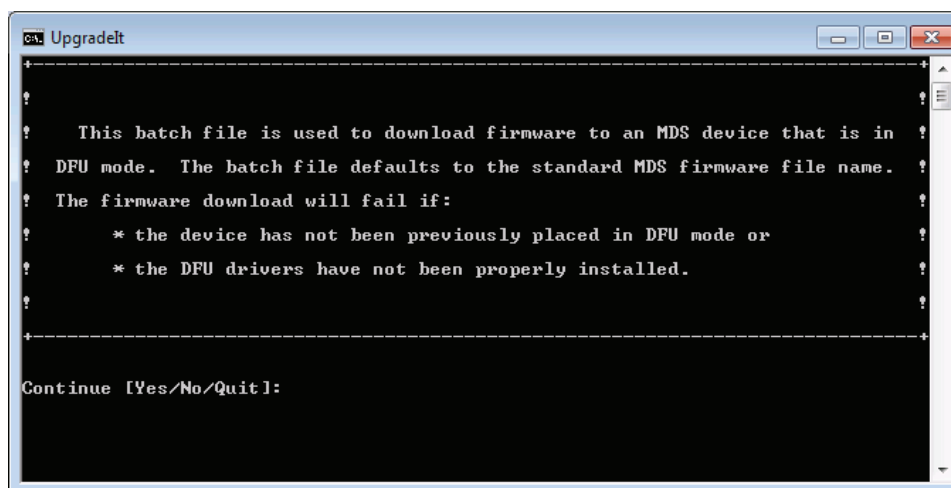 UpgradeIt
+------------------------------------------------------------------------------+
!                                                                              !
!    This batch file is used to download firmware to an MDS device that is in  !
!  DFU mode.  The batch file defaults to the standard MDS firmware file name.  !
!  The firmware download will fail if:                                         !
!       * the device has not been previously placed in DFU mode or             !
!       * the DFU drivers have not been properly installed.                    !
!                                                                              !
+------------------------------------------------------------------------------+
Continue [Yes/No/Quit]: